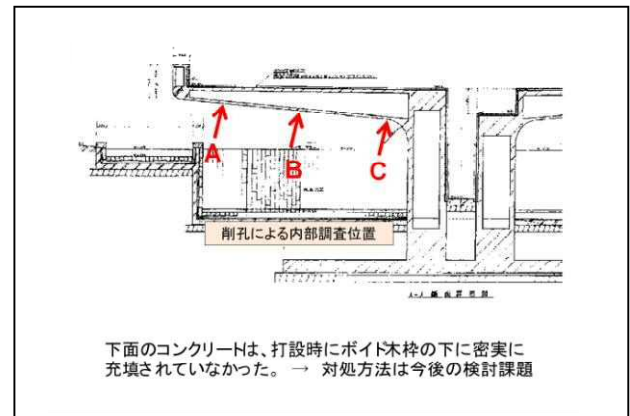 A
B
C
削孔による内部調査位置
下面のコンクリートは、打設時にボイド木枠の下に密実に
充填されていなかった。 → 対処方法は今後の検討課題